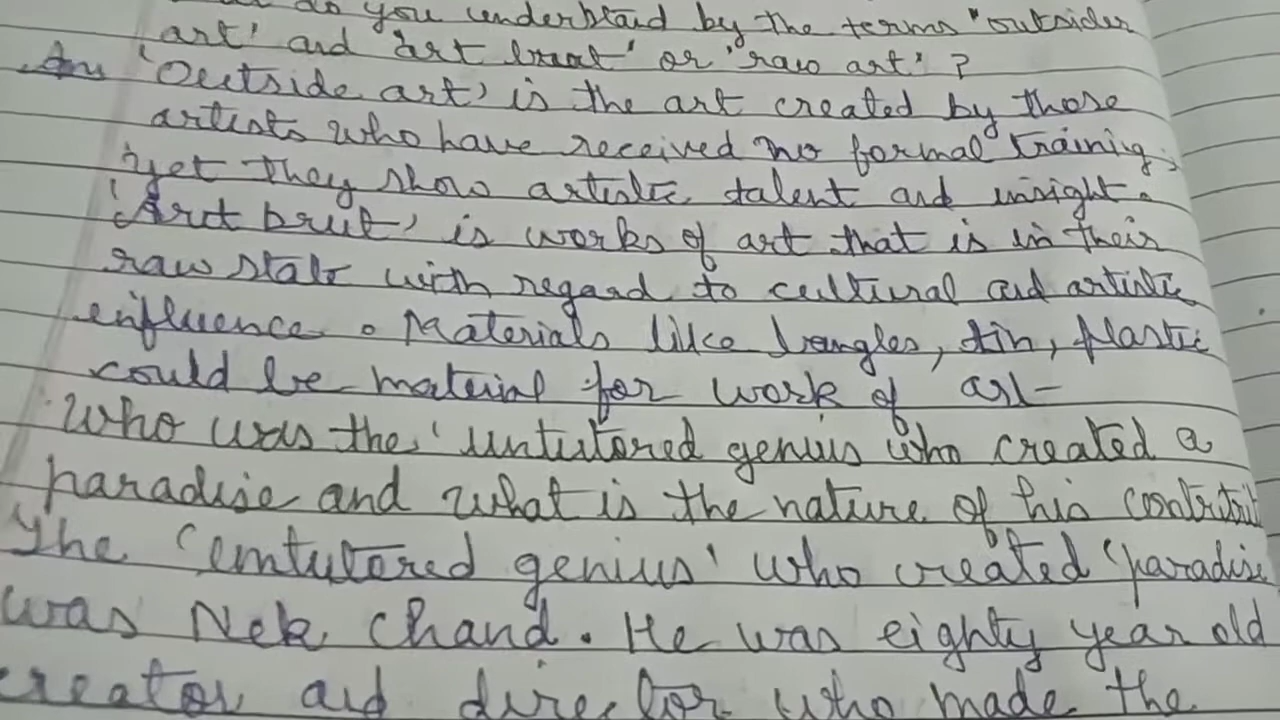 do you understand by the terms "outsider
art' and 'art brut' or 'raw art'?
Ans 'Outside art' is the art created by those
artists who have received no formal training,
yet they show artistic talent and insight.
'Art brut' is works of art that is in their
raw state with regard to cultural and artistic
influence. Materials like bangles, tin, plastic
could be material for work of art
Who was the 'untutored genius who created a
paradise and what is the nature of his contributi
The 'untutored genius' who created 'paradise
was Nek Chand. He was eighty year old
creator and director who made the